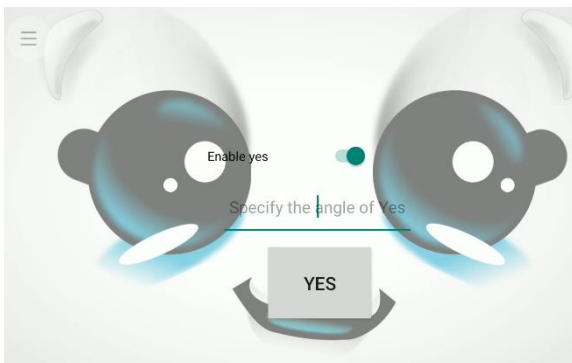 Enable yes
Specify the angle of Yes
YES